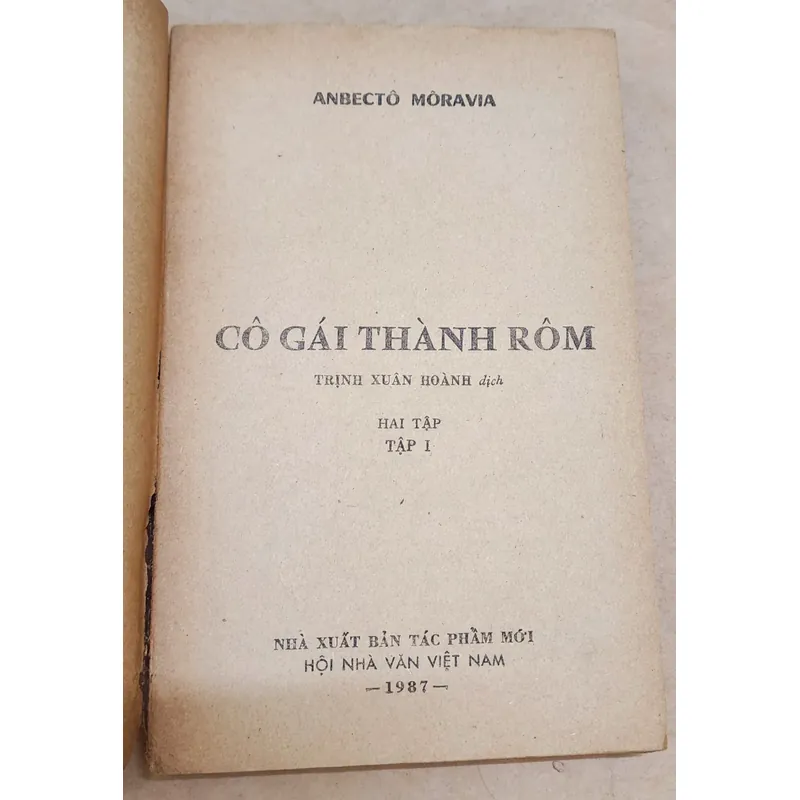 ANBECTÔ MÔRAVIA
CÔ GÁI THÀNH RÔM
TRỊNH XUÂN HOÀNH dịch
HAI TẬP
TẬP I
NHÀ XUẤT BẢN TÁC PHẨM MỚI
HỘI NHÀ VĂN VIỆT NAM
— 1987 —